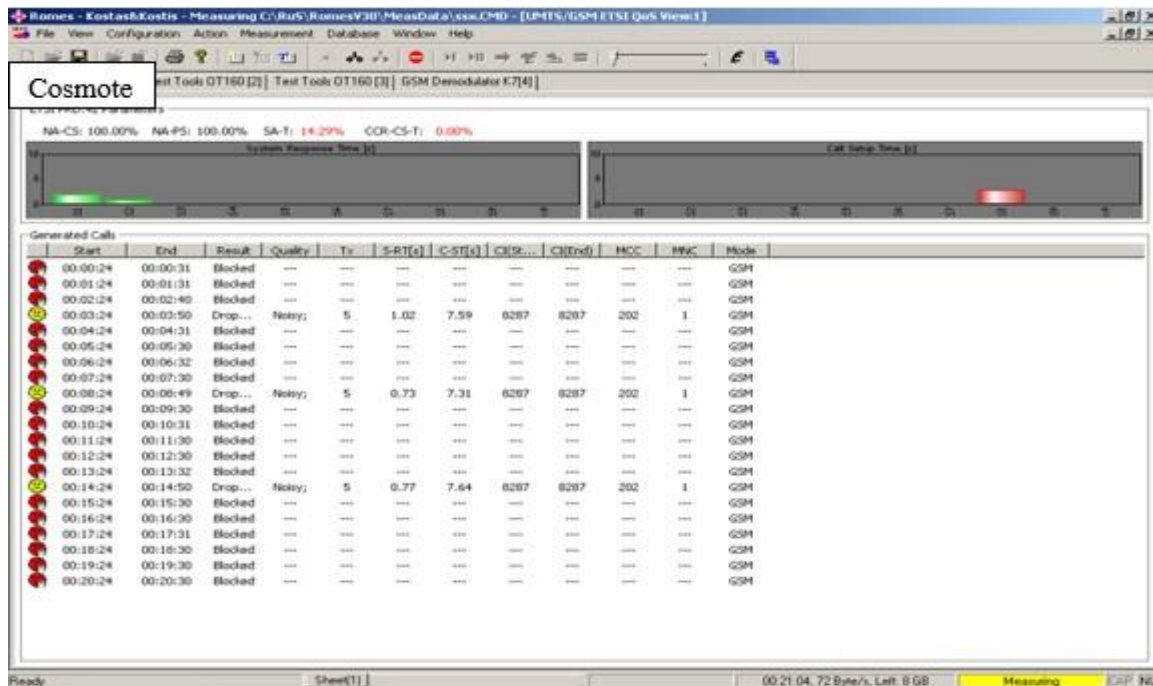 Romes - Kostas&Kostis - Measuring C:\RuS\RomesV30\MeasData\ssw.CMD - [UMTS/GSM ETSI QoS View:1]
File View Configuration Action Measurement Database Window Help
Cosmote
Test Tools OT160 [2] Test Tools OT160 [3] GSM Demodulator K7[4]
NA-CS: 100.00% NA-PS: 100.00% SA-T: 14.29% CCR-CS-T: 0.00%
System Response Time [s] Call Setup Time [s]
Generated Calls
Start End Result Quality Tx S-RT[s] C-ST[s] CI(St... CI(End) MCC MNC Mode
00:00:24 00:00:31 Blocked --- --- --- --- --- --- --- --- GSM
00:01:24 00:01:31 Blocked --- --- --- --- --- --- --- --- GSM
00:02:24 00:02:40 Blocked --- --- --- --- --- --- --- --- GSM
00:03:24 00:03:50 Drop... Noisy; 5 1.02 7.59 8287 8287 202 1 GSM
00:04:24 00:04:31 Blocked --- --- --- --- --- --- --- --- GSM
00:05:24 00:05:30 Blocked --- --- --- --- --- --- --- --- GSM
00:06:24 00:06:32 Blocked --- --- --- --- --- --- --- --- GSM
00:07:24 00:07:30 Blocked --- --- --- --- --- --- --- --- GSM
00:08:24 00:08:49 Drop... Noisy; 5 0.73 7.31 8287 8287 202 1 GSM
00:09:24 00:09:30 Blocked --- --- --- --- --- --- --- --- GSM
00:10:24 00:10:31 Blocked --- --- --- --- --- --- --- --- GSM
00:11:24 00:11:30 Blocked --- --- --- --- --- --- --- --- GSM
00:12:24 00:12:30 Blocked --- --- --- --- --- --- --- --- GSM
00:13:24 00:13:32 Blocked --- --- --- --- --- --- --- --- GSM
00:14:24 00:14:50 Drop... Noisy; 5 0.77 7.64 8287 8287 202 1 GSM
00:15:24 00:15:30 Blocked --- --- --- --- --- --- --- --- GSM
00:16:24 00:16:30 Blocked --- --- --- --- --- --- --- --- GSM
00:17:24 00:17:31 Blocked --- --- --- --- --- --- --- --- GSM
00:18:24 00:18:30 Blocked --- --- --- --- --- --- --- --- GSM
00:19:24 00:19:30 Blocked --- --- --- --- --- --- --- --- GSM
00:20:24 00:20:30 Blocked --- --- --- --- --- --- --- --- GSM
Ready Sheet(1) 00:21:04, 72 Byte/s, Left: 8 GB Measuring CAP